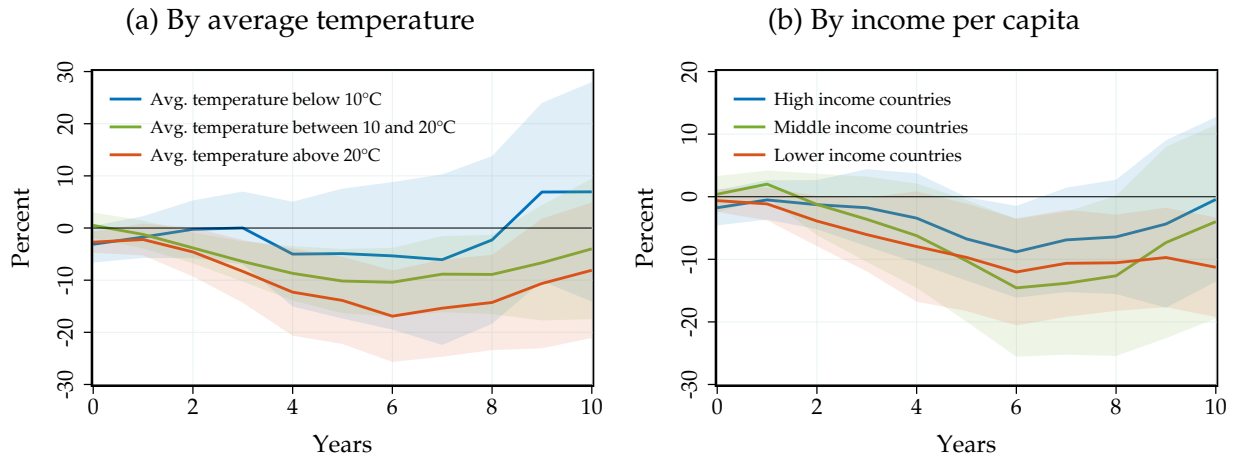 (a) By average temperature
Percent
30
20
10
0
-10
-20
-30
Avg. temperature below 10°C
Avg. temperature between 10 and 20°C
Avg. temperature above 20°C
0 2 4 6 8 10
Years
(b) By income per capita
Percent
20
10
0
-10
-20
-30
High income countries
Middle income countries
Lower income countries
0 2 4 6 8 10
Years